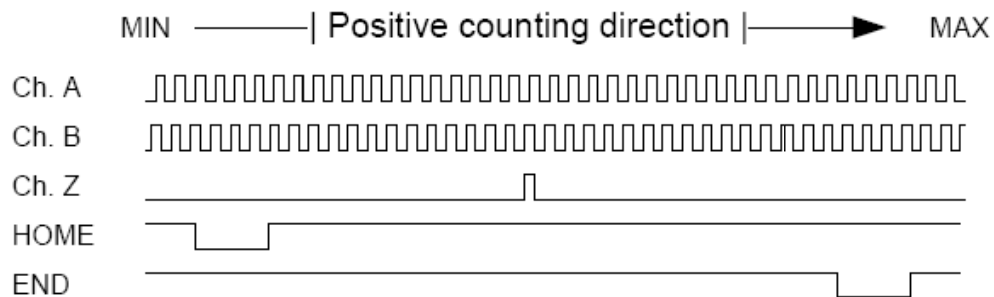 MIN | Positive counting direction | MAX
Ch. A
Ch. B
Ch. Z
HOME
END